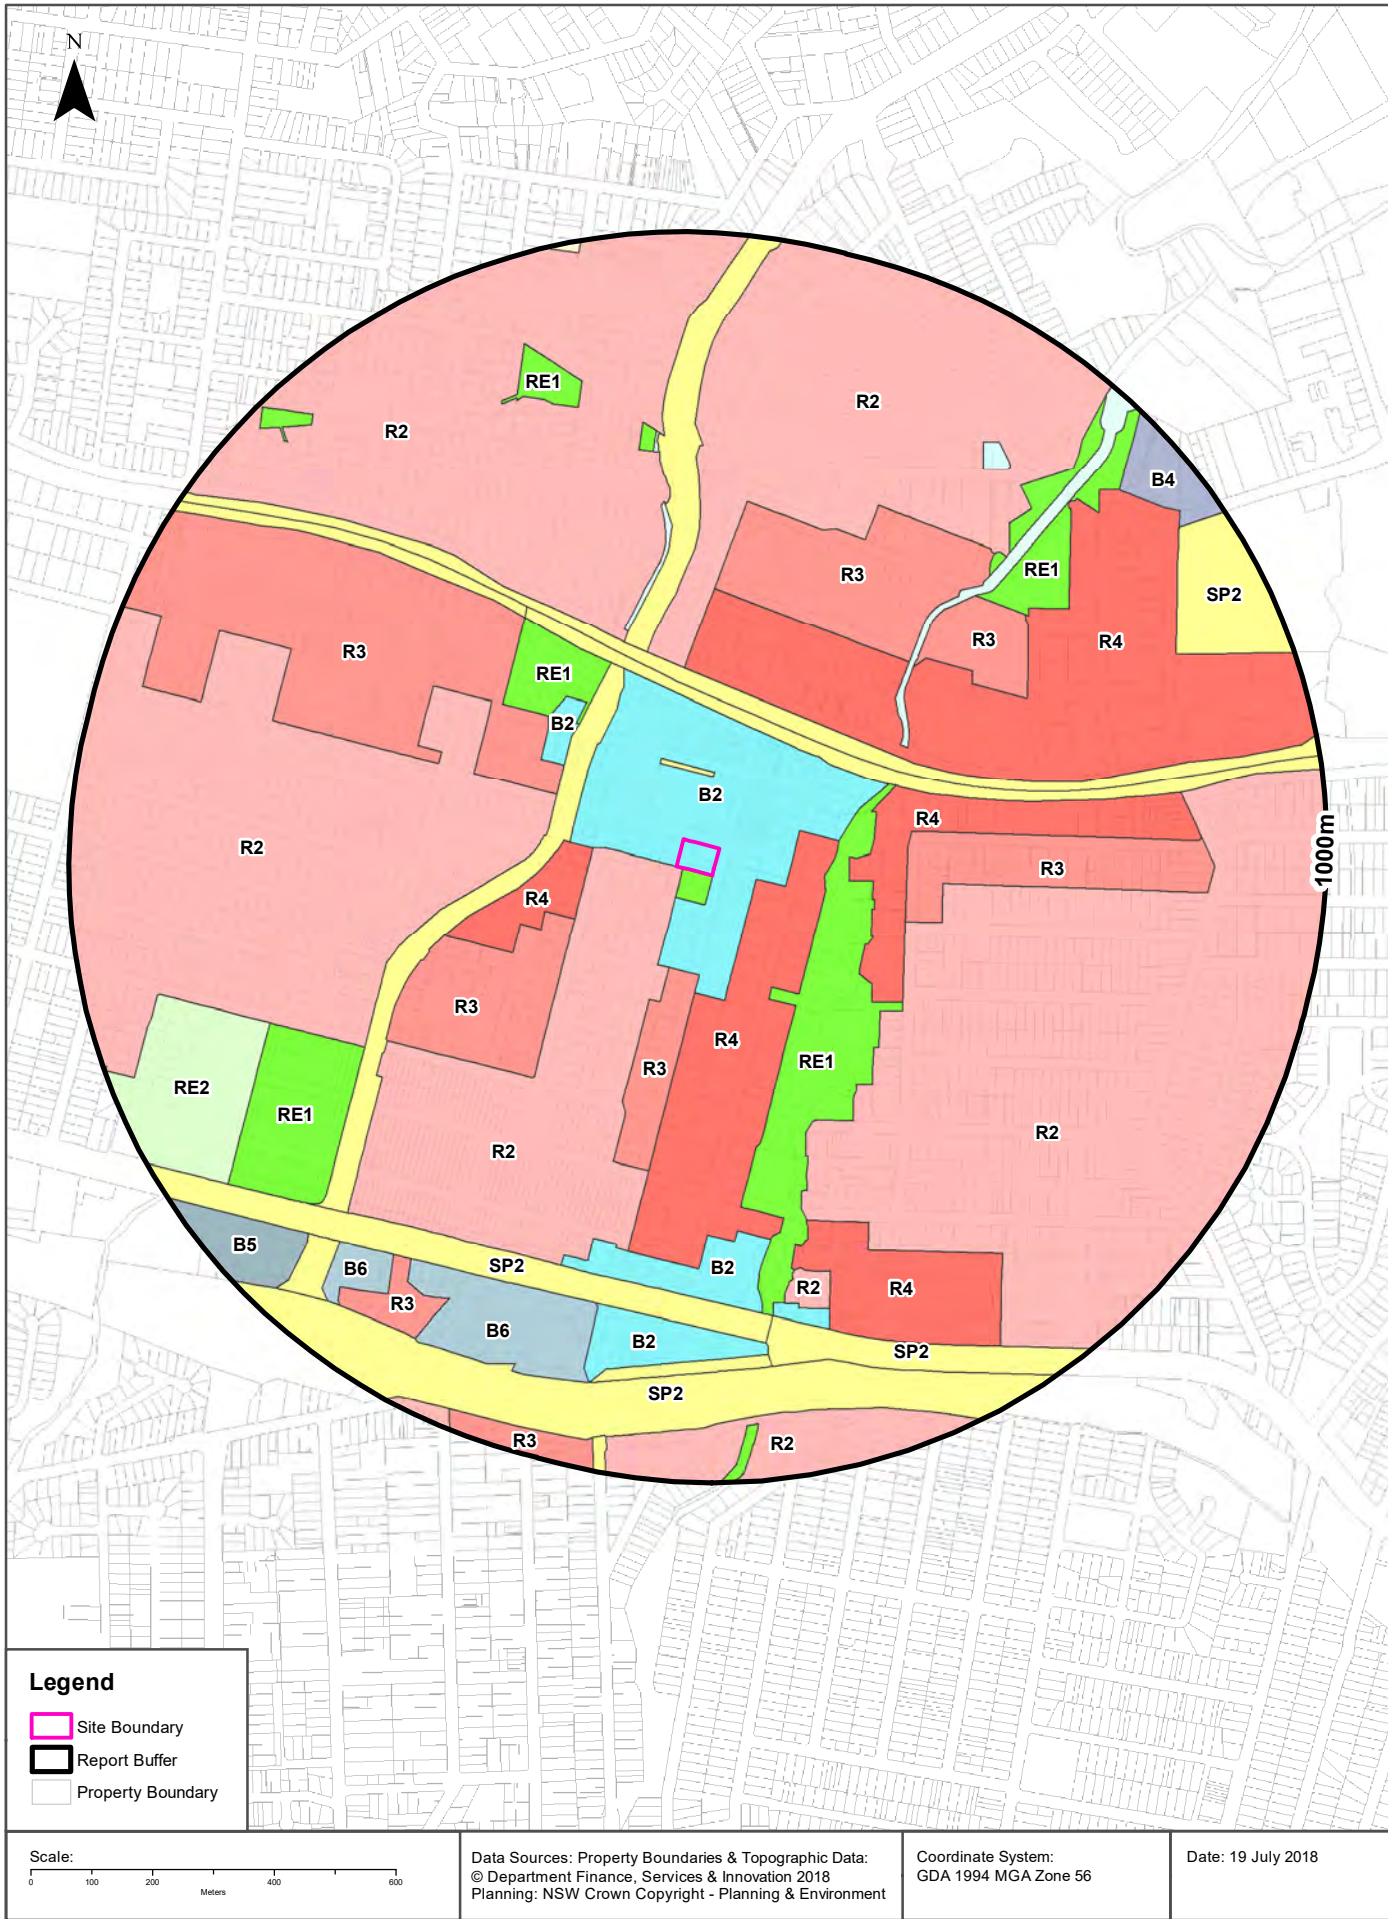 N
RE1
R2
R2
B4
R3
RE1
SP2
R3
R4
R3
RE1
B2
B2
R4
R2
R3
R4
R3
R4
RE1
R3
RE2
RE1
R2
R2
B5
SP2
B6
B2
R2
R4
R3
B6
B2
SP2
SP2
R3
R2
1000m
Legend
Site Boundary
Report Buffer
Property Boundary
Scale:
0 100 200 400 600
Meters
Data Sources: Property Boundaries & Topographic Data:
© Department Finance, Services & Innovation 2018
Planning: NSW Crown Copyright - Planning & Environment
Coordinate System:
GDA 1994 MGA Zone 56
Date: 19 July 2018